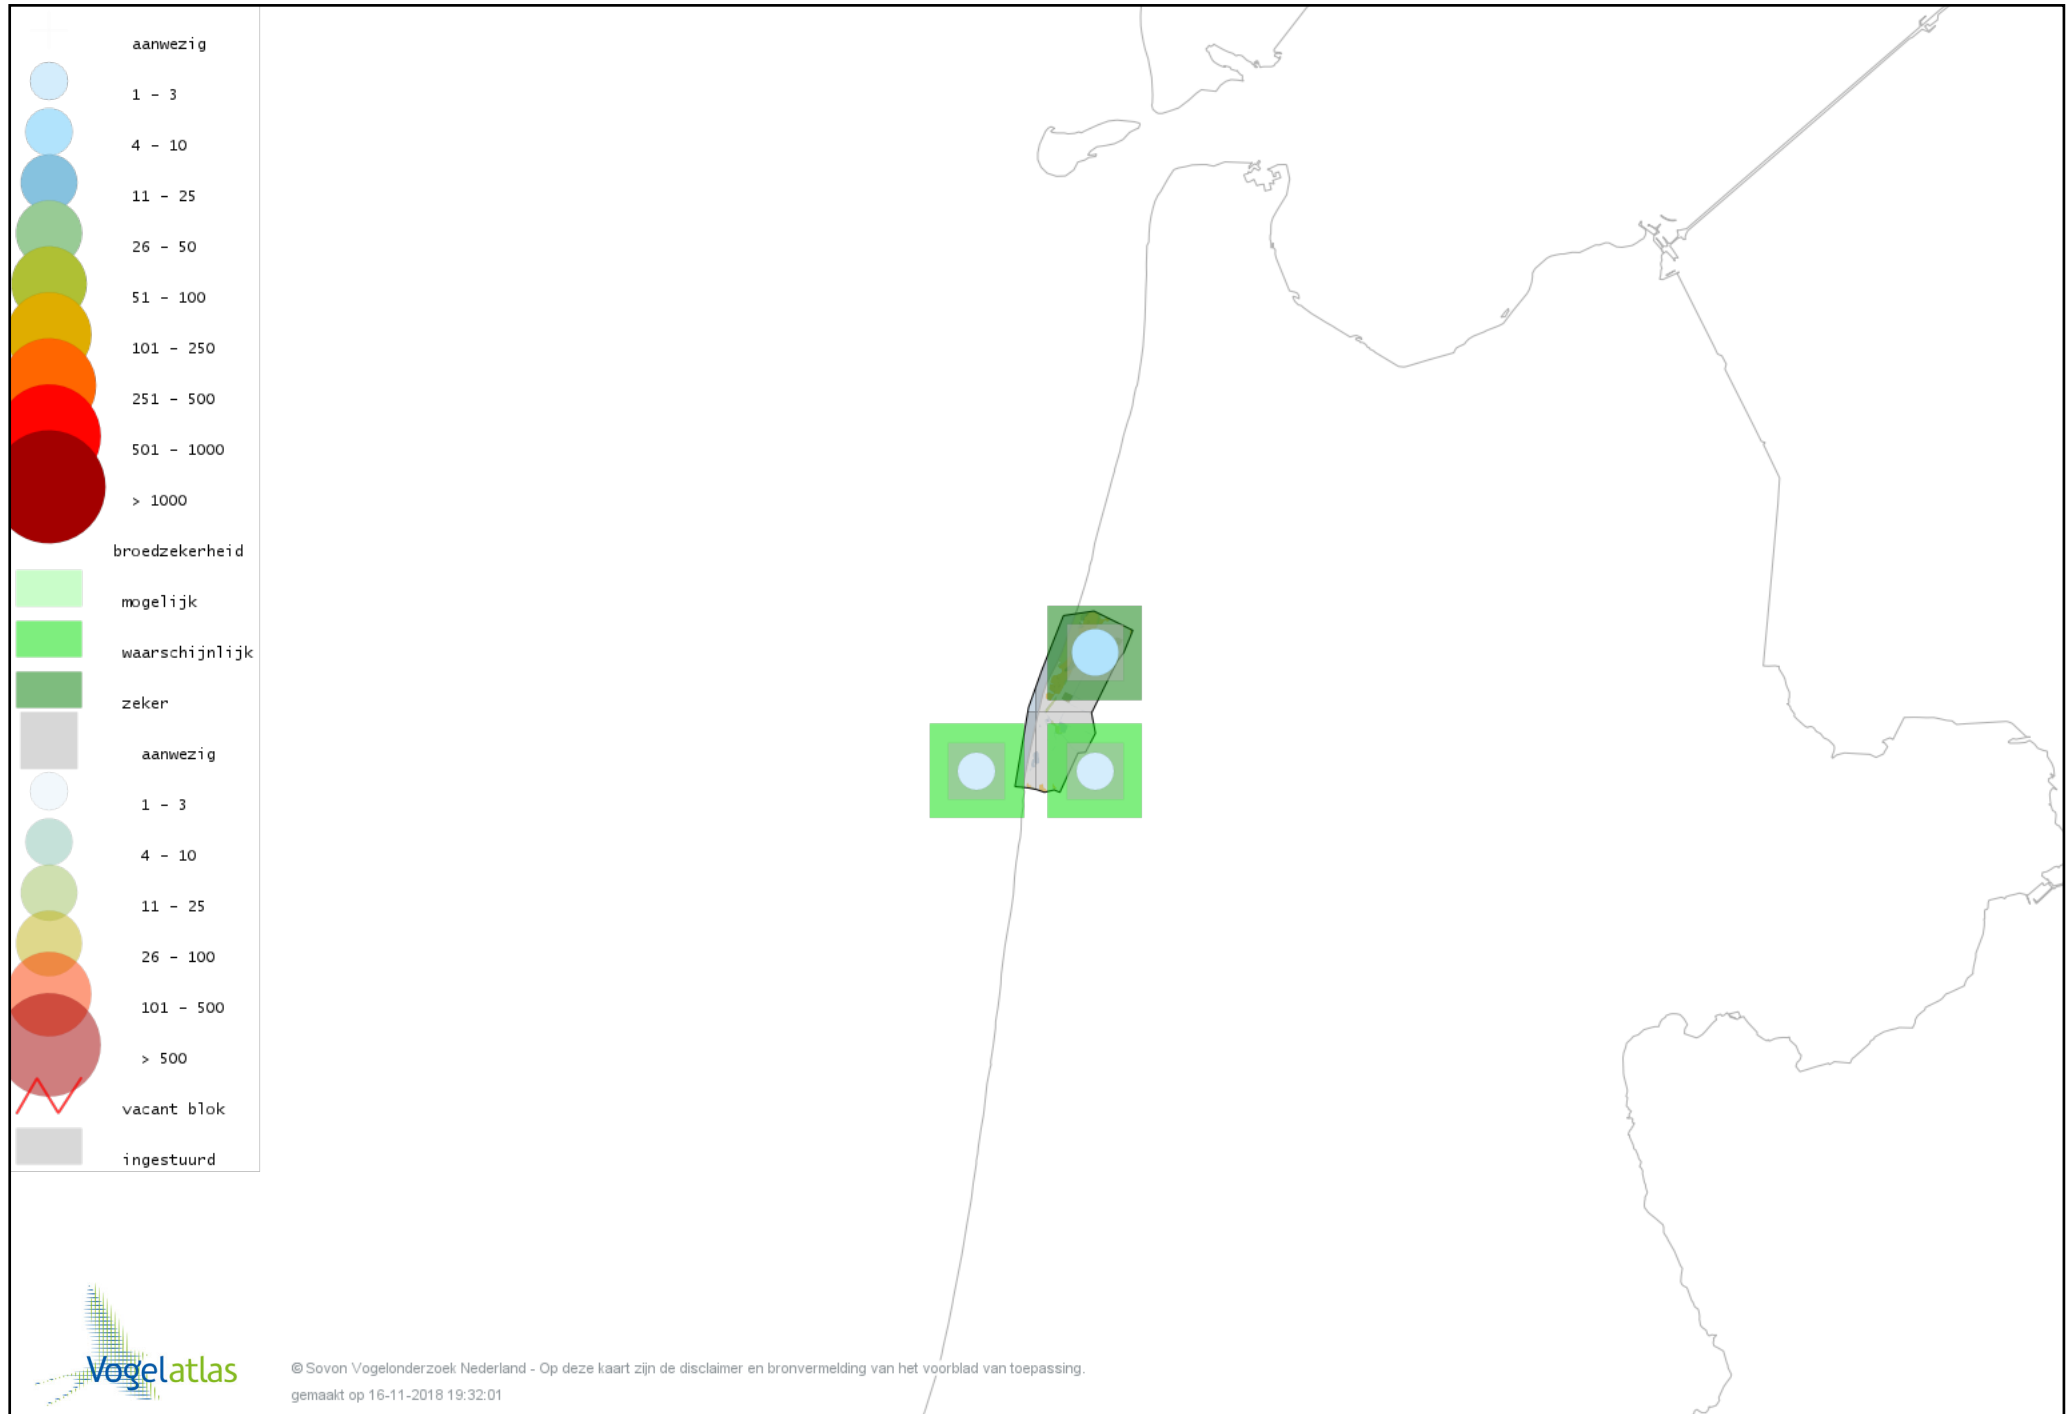 aanwezig
1 - 3
4 - 10
11 - 25
26 - 50
51 - 100
101 - 250
251 - 500
501 - 1000
> 1000
broedzekerheid
mogelijk
waarschijnlijk
zeker
aanwezig
1 - 3
4 - 10
11 - 25
26 - 100
101 - 500
> 500
vacant blok
ingestuurd
Vogelatlas
© Sovon Vogelonderzoek Nederland - Op deze kaart zijn de disclaimer en bronvermelding van het voorblad van toepassing.
gemaakt op 16-11-2018 19:32:01